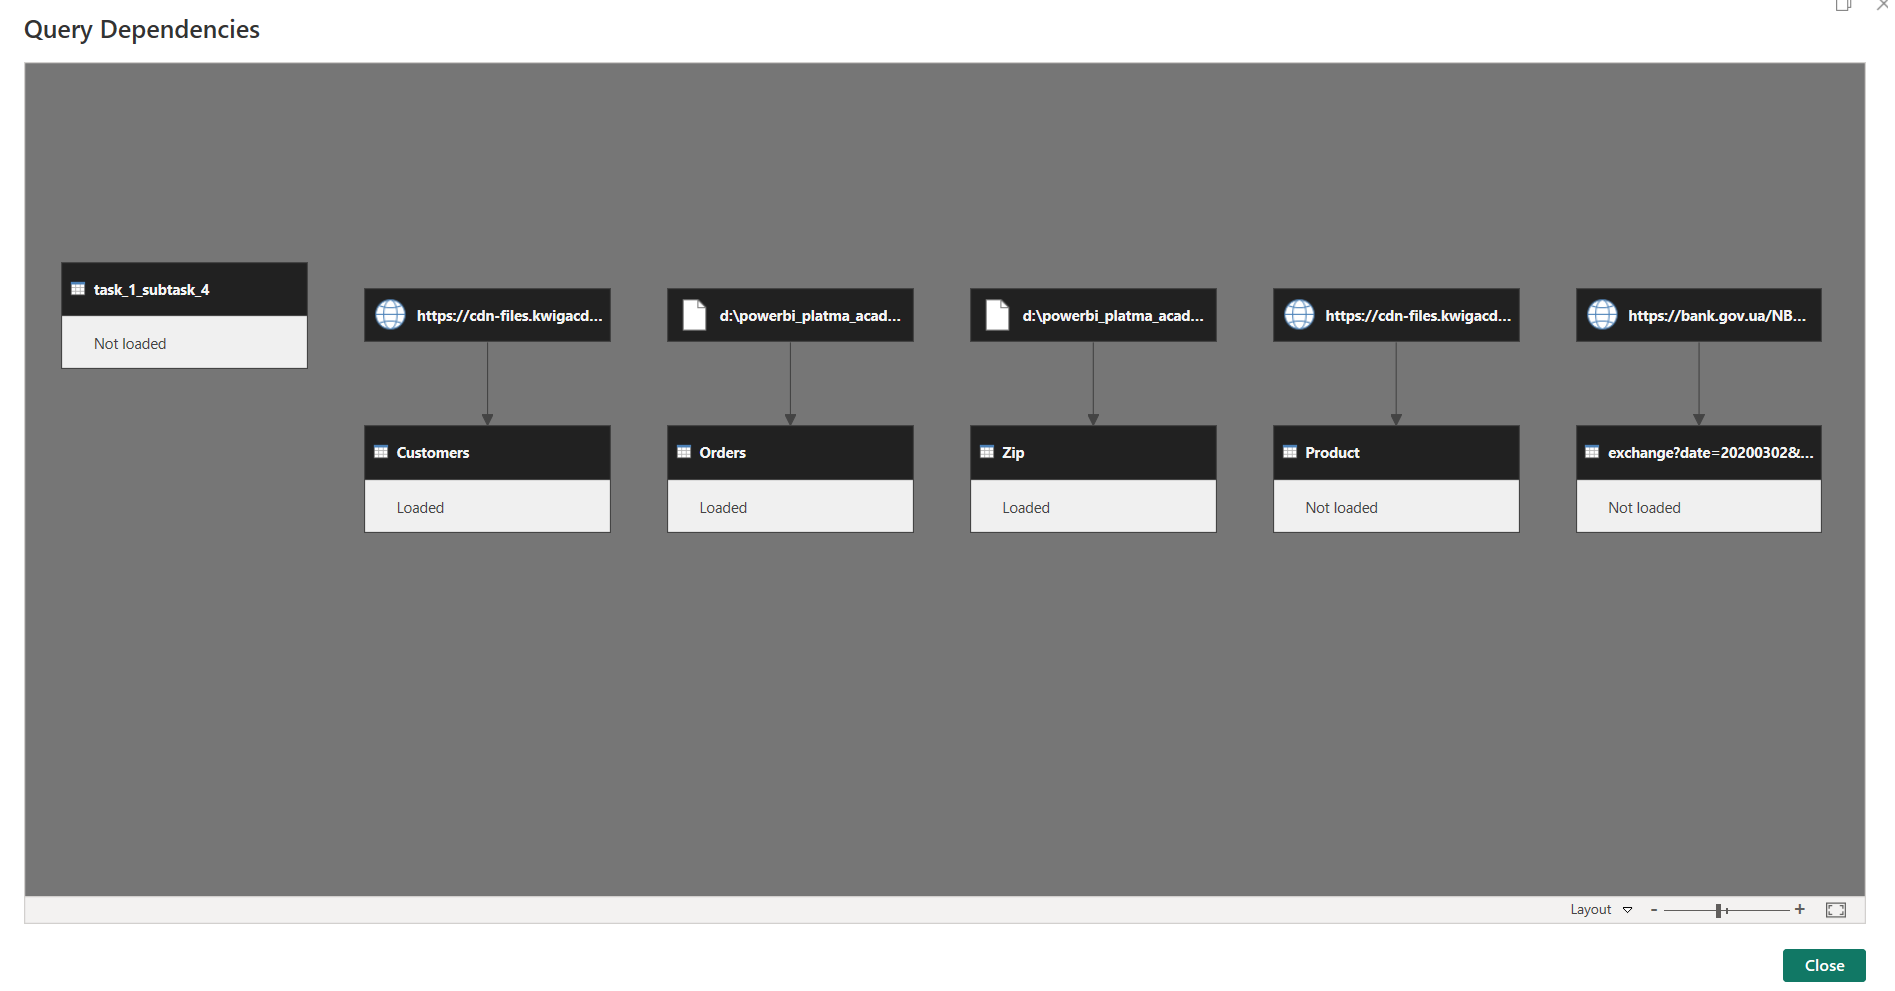 Query Dependencies
task_1_subtask_4
Not loaded
https://cdn-files.kwigacd...
d:\powerbi_platma_acad...
d:\powerbi_platma_acad...
https://cdn-files.kwigacd...
https://bank.gov.ua/NB...
Customers
Loaded
Orders
Loaded
Zip
Loaded
Product
Not loaded
exchange?date=20200302&...
Not loaded
Layout
- +
Close